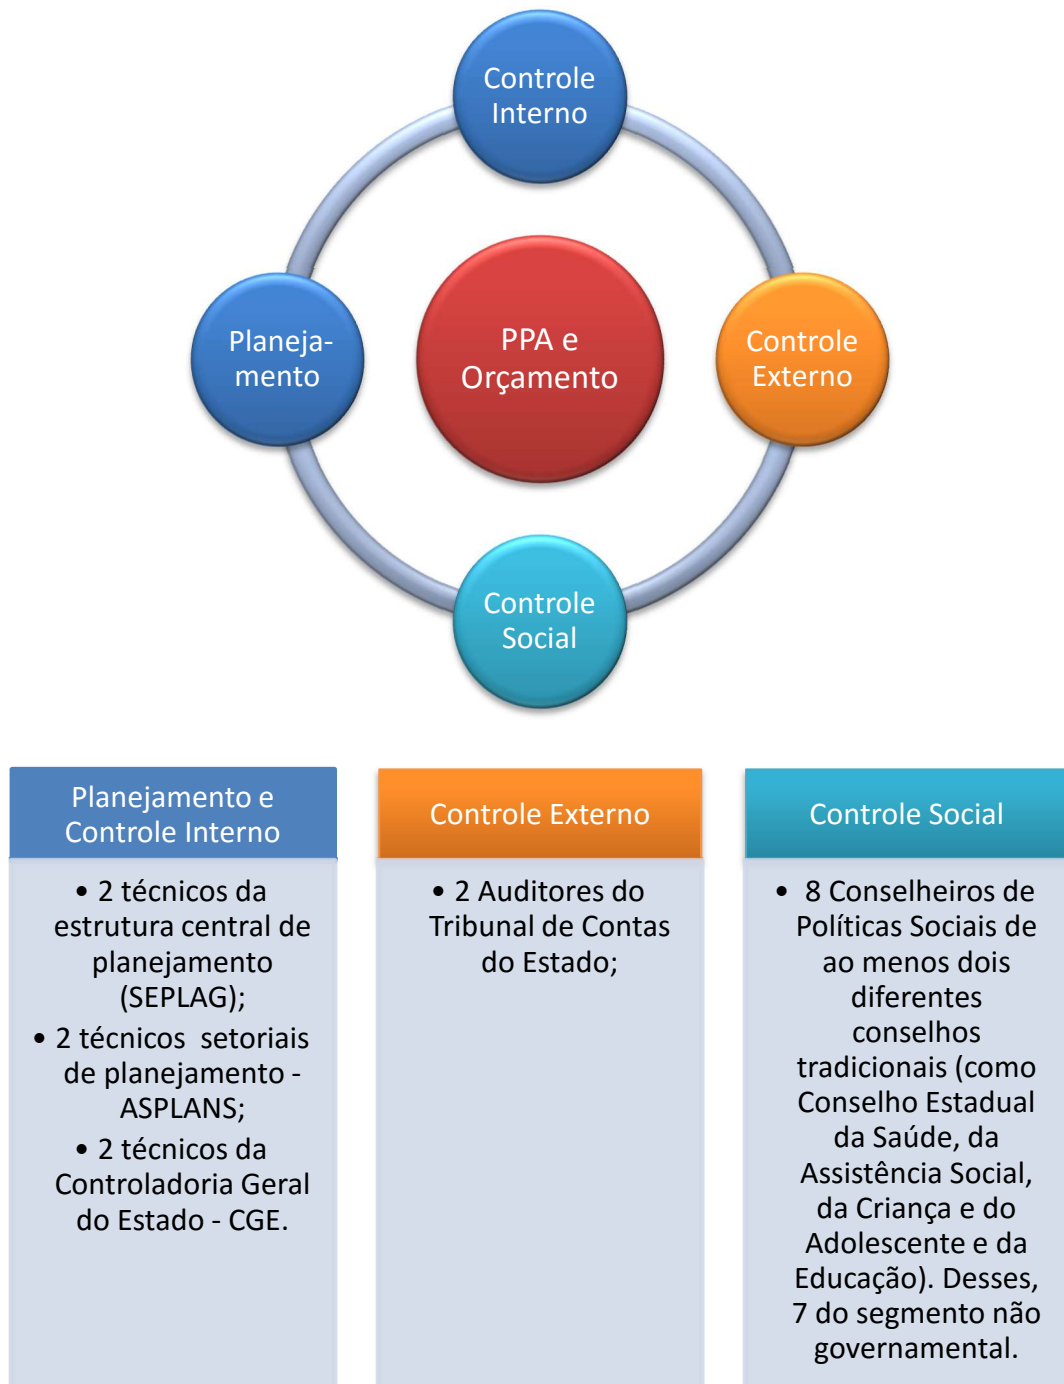 Controle
Interno
Planeja-
mento
PPA e
Orçamento
Controle
Externo
Controle
Social
Planejamento e
Controle Interno
• 2 técnicos da
estrutura central de
planejamento
(SEPLAG);
• 2 técnicos  setoriais
de planejamento -
ASPLANS;
• 2 técnicos da
Controladoria Geral
do Estado - CGE.
Controle Externo
• 2 Auditores do
Tribunal de Contas
do Estado;
Controle Social
•  8 Conselheiros de
Políticas Sociais de
ao menos dois
diferentes
conselhos
tradicionais (como
Conselho Estadual
da Saúde, da
Assistência Social,
da Criança e do
Adolescente e da
Educação). Desses,
7 do segmento não
governamental.